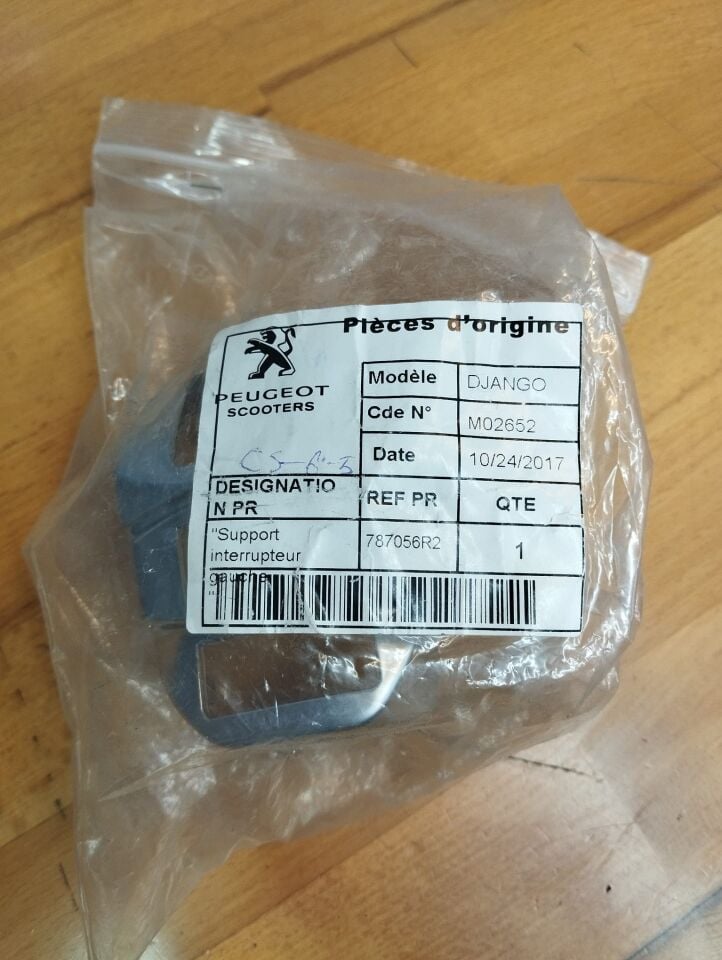 Pièces d'origine
PEUGEOT
SCOOTERS
Modèle DJANGO
Cde N° M02652
Date 10/24/2017
DESIGNATIO
N PR
REF PR
QTE
"Support
interrupteur
gauche
"
787056R2
1